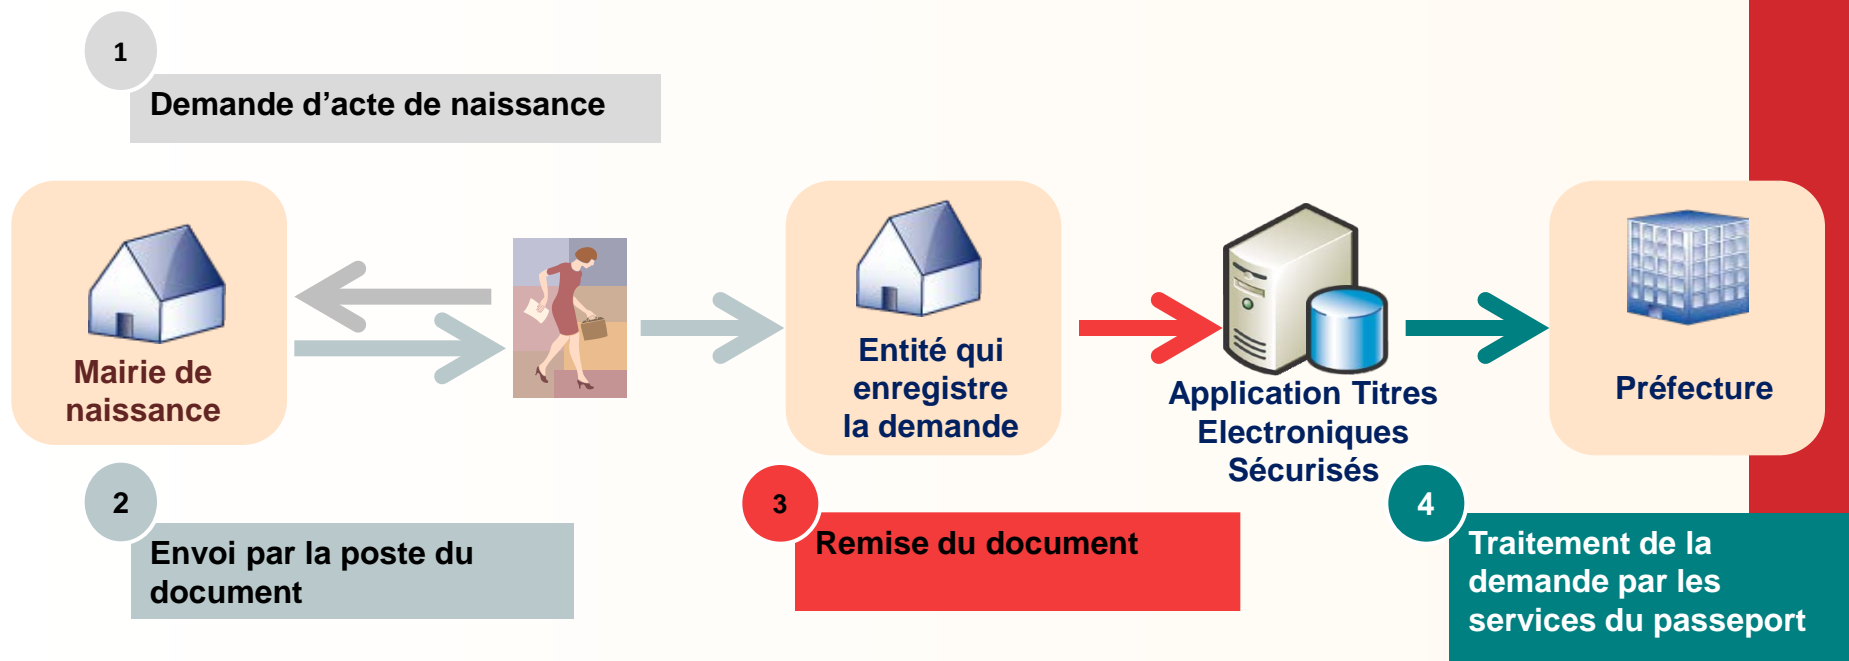 1
Demande d’acte de naissance
Mairie de
naissance
Entité qui
enregistre
la demande
Application Titres
Electroniques
Sécurisés
Préfecture
2
Envoi par la poste du
document
3
Remise du document
4
Traitement de la
demande par les
services du passeport